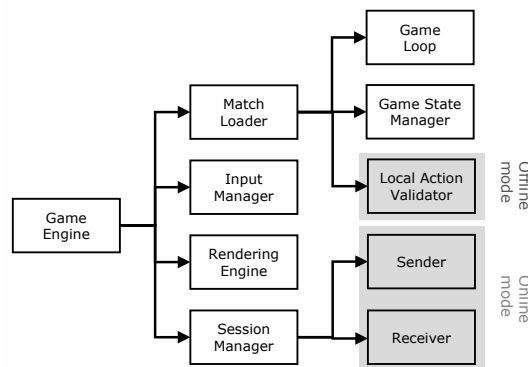 Game
Loop
Match
Loader
Game State
Manager
Local Action
Validator
Offline
mode
Input
Manager
Game
Engine
Rendering
Engine
Sender
Online
mode
Session
Manager
Receiver